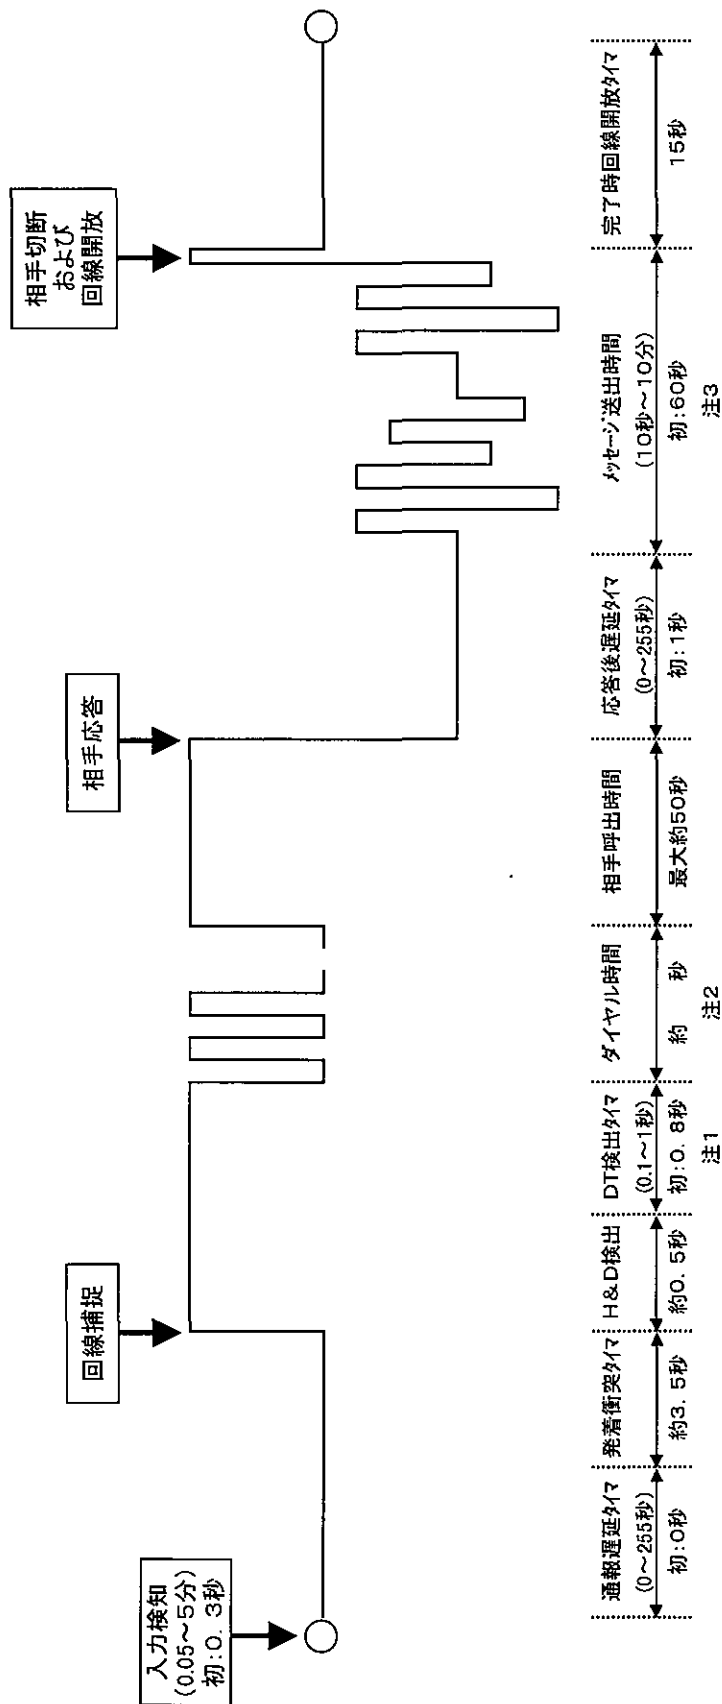 入力検知
(0.05～5分)
初:0. 3秒
回線捕捉
相手応答
相手切断
および
回線開放
通報遅延タイマ
(0～255秒)
初:0秒
発着衝突タイマ
約3. 5秒
H&D検出
約0. 5秒
DT検出タイマ
(0.1～1秒)
初:0. 8秒
注1
ダイヤル時間
約 秒
注2
相手呼出時間
最大約50秒
応答後遅延タイマ
(0～255秒)
初:1秒
メッセージ送出時間
(10秒～10分)
初:60秒
注3
完了時回線開放タイマ
15秒